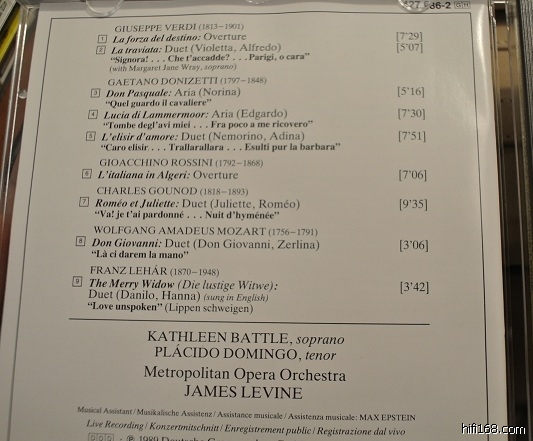 GIUSEPPE VERDI (1813–1901)
1 La forza del destino: Overture [7'29]
2 La traviata: Duet (Violetta, Alfredo) [5'07]
“Signora! . . . Che t'accadde? . . . Parigi, o cara”
(with Margaret Jane Wray, soprano)
GAETANO DONIZETTI (1797–1848)
3 Don Pasquale: Aria (Norina) [5'16]
“Quel guardo il cavaliere”
4 Lucia di Lammermoor: Aria (Edgardo) [7'30]
“Tombe degl'avi miei . . . Fra poco a me ricovero”
5 L'elisir d'amore: Duet (Nemorino, Adina) [7'51]
“Caro elisir . . . Trallarallara . . . Esulti pur la barbara”
GIOACCHINO ROSSINI (1792–1868)
6 L'italiana in Algeri: Overture [7'06]
CHARLES GOUNOD (1818–1893)
7 Roméo et Juliette: Duet (Juliette, Roméo) [9'35]
“Va! je t'ai pardonné . . . Nuit d'hyménée”
WOLFGANG AMADEUS MOZART (1756–1791)
8 Don Giovanni: Duet (Don Giovanni, Zerlina) [3'06]
“Là ci darem la mano”
FRANZ LEHÁR (1870–1948)
9 The Merry Widow (Die lustige Witwe):
Duet (Danilo, Hanna) (sung in English) [3'42]
“Love unspoken” (Lippen schweigen)
KATHLEEN BATTLE, soprano
PLÁCIDO DOMINGO, tenor
Metropolitan Opera Orchestra
JAMES LEVINE
Musical Assistant / Musikalische Assistenz / Assistance musicale / Assistenza musicale: MAX EPSTEIN
Live Recording / Konzertmitschnitt / Enregistrement public / Registrazione dal vivo
DDD ℗ 1989 Deutsche
hifi168.com